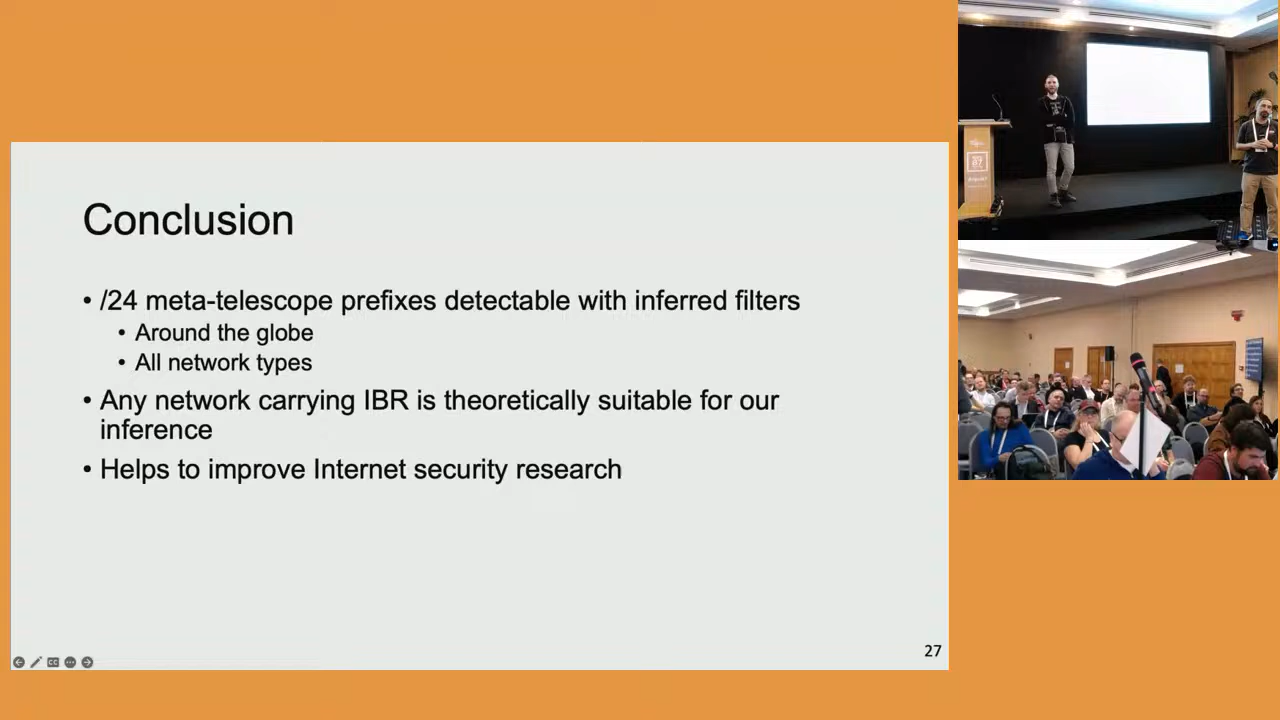 Conclusion
• /24 meta-telescope prefixes detectable with inferred filters
• Around the globe
• All network types
• Any network carrying IBR is theoretically suitable for our
inference
• Helps to improve Internet security research
27